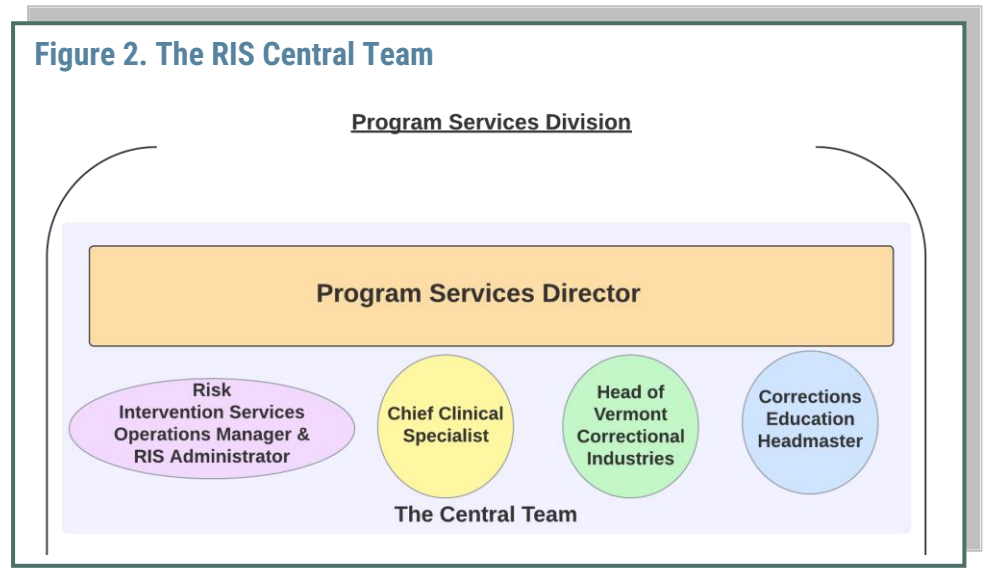 Figure 2. The RIS Central Team
Program Services Division
Program Services Director
Risk
Intervention Services
Operations Manager &
RIS Administrator
Chief Clinical
Specialist
Head of
Vermont
Correctional
Industries
Corrections
Education
Headmaster
The Central Team